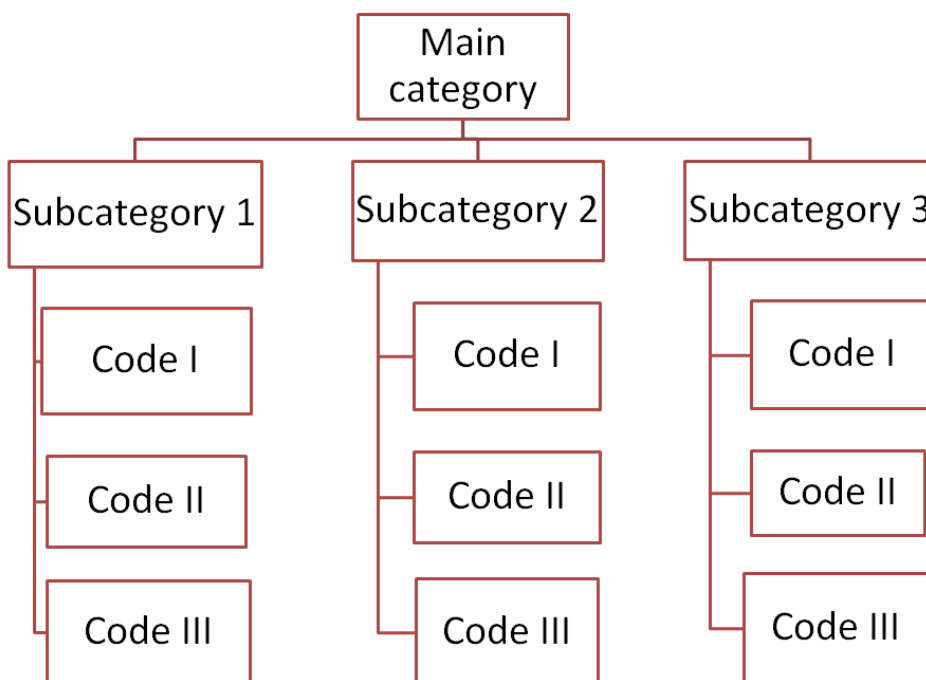 Main
category
Subcategory 1
Subcategory 2
Subcategory 3
Code I
Code I
Code I
Code II
Code II
Code II
Code III
Code III
Code III